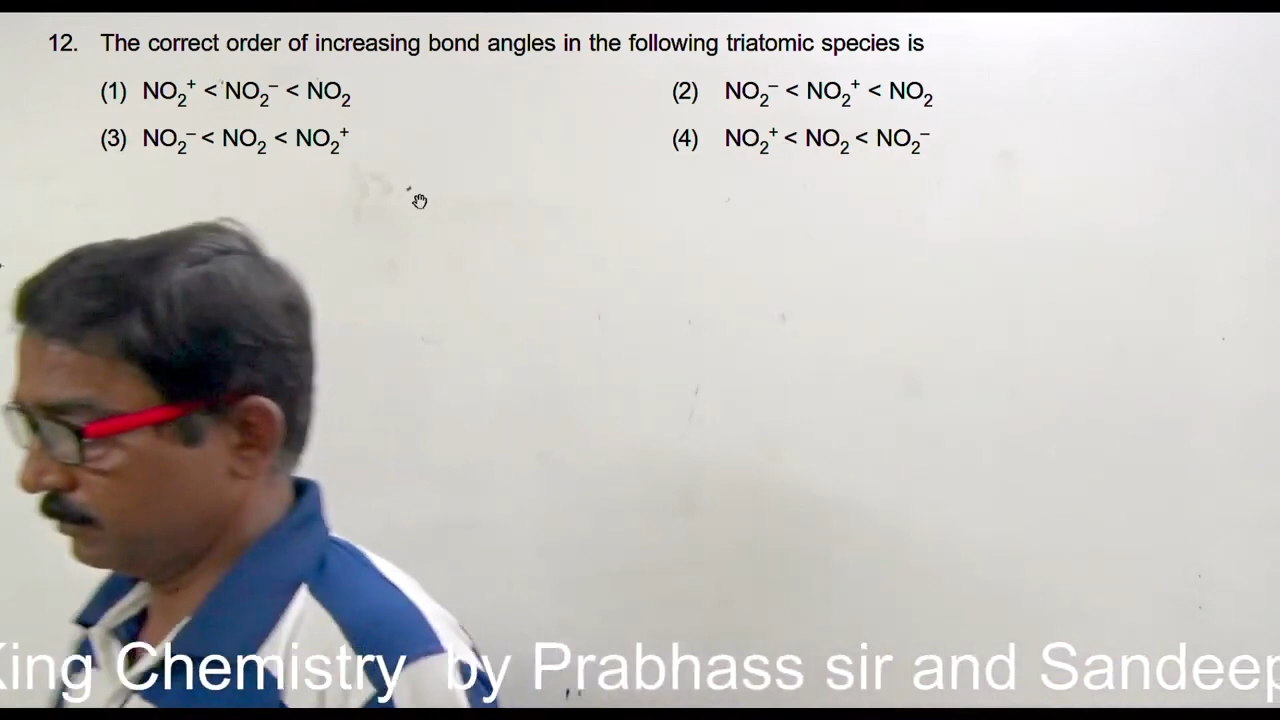 12. The correct order of increasing bond angles in the following triatomic species is
(1) NO₂⁺ < NO₂⁻ < NO₂ (2) NO₂⁻ < NO₂⁺ < NO₂
(3) NO₂⁻ < NO₂ < NO₂⁺ (4) NO₂⁺ < NO₂ < NO₂⁻
King Chemistry by Prabhass sir and Sandeep